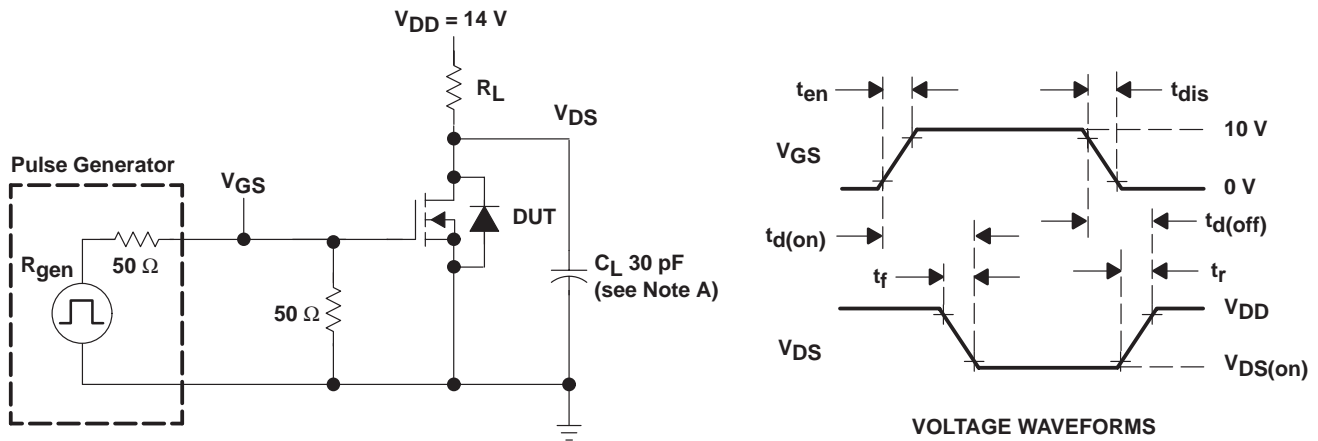 VDD = 14 V
RL
VDS
Pulse Generator
VGS
DUT
Rgen
50 Ω
50 Ω
CL 30 pF
(see Note A)
ten
tdis
VGS
10 V
0 V
td(on)
td(off)
tf
tr
VDS
VDD
VDS(on)
VOLTAGE WAVEFORMS